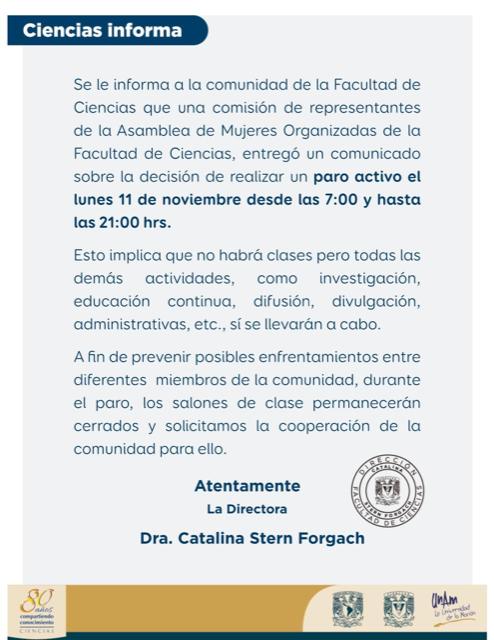 Ciencias informa
Se le informa a la comunidad de la Facultad de
Ciencias que una comisión de representantes
de la Asamblea de Mujeres Organizadas de la
Facultad de Ciencias, entregó un comunicado
sobre la decisión de realizar un paro activo el
lunes 11 de noviembre desde las 7:00 y hasta
las 21:00 hrs.
Esto implica que no habrá clases pero todas las
demás actividades, como investigación,
educación continua, difusión, divulgación,
administrativas, etc., sí se llevarán a cabo.
A fin de prevenir posibles enfrentamientos entre
diferentes miembros de la comunidad, durante
el paro, los salones de clase permanecerán
cerrados y solicitamos la cooperación de la
comunidad para ello.
Atentamente
La Directora
Dra. Catalina Stern Forgach
DIRECCIÓN
CATALINA
STERN FORGACH
FACULTAD DE CIENCIAS
80
años
compartiendo
conocimiento
CIENCIAS
UNAM
La Universidad
de la Nación